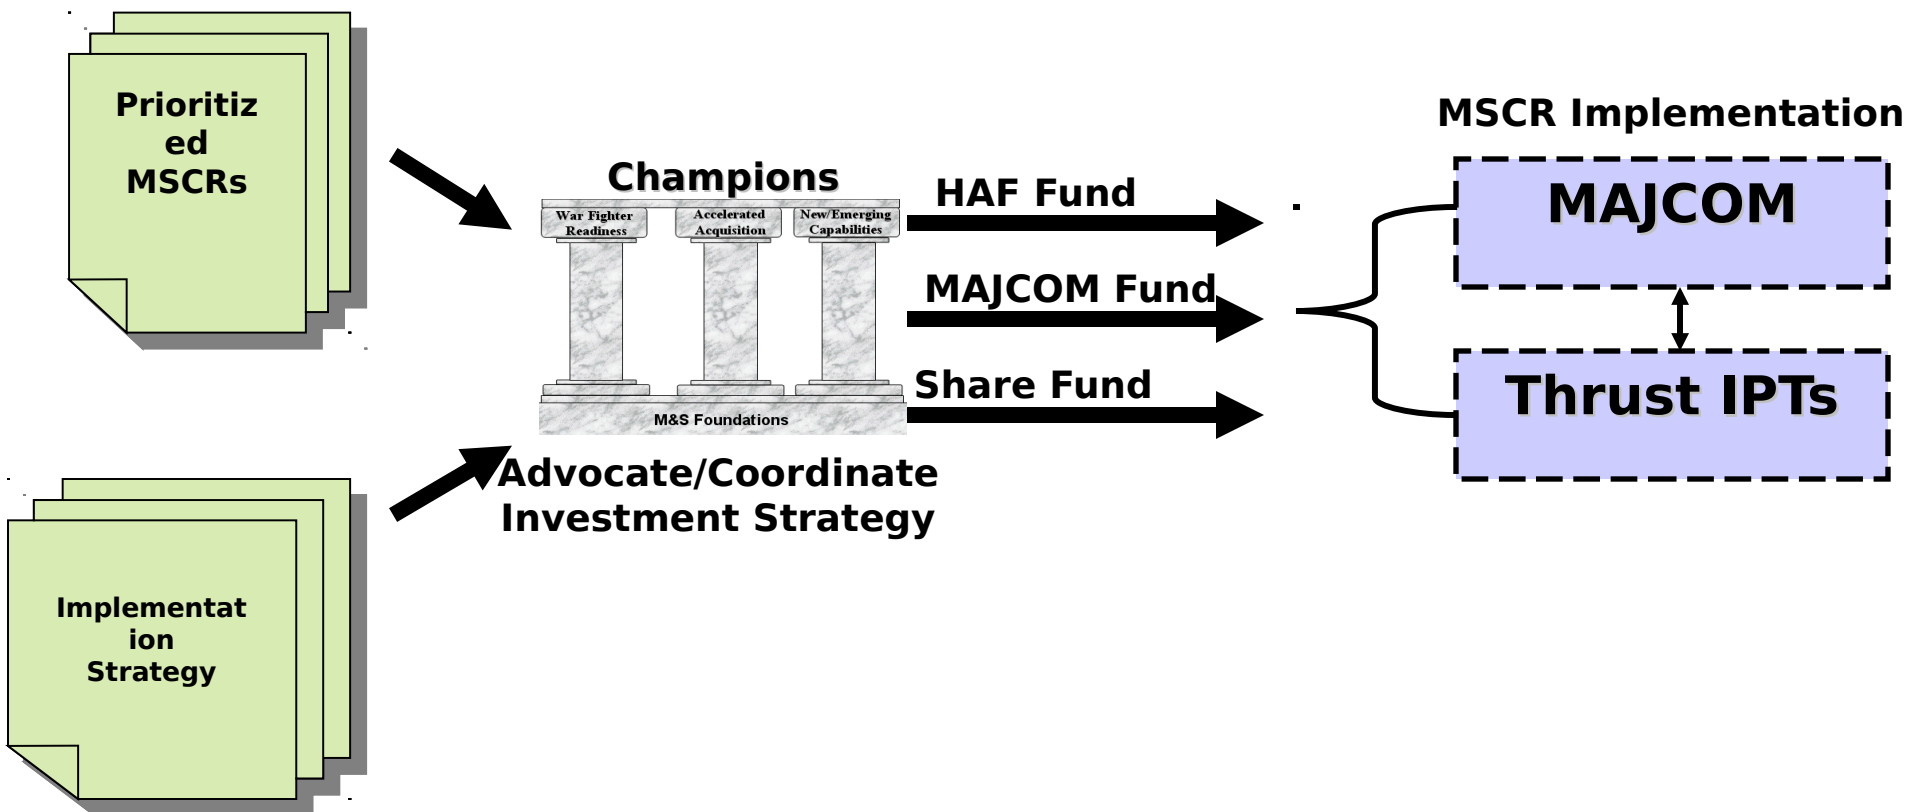 Prioritiz
ed
MSCRs
Implementat
ion
Strategy
Champions
War Fighter
Readiness
Accelerated
Acquisition
New/Emerging
Capabilities
M&S Foundations
Advocate/Coordinate
Investment Strategy
HAF Fund
MAJCOM Fund
Share Fund
MSCR Implementation
MAJCOM
Thrust IPTs